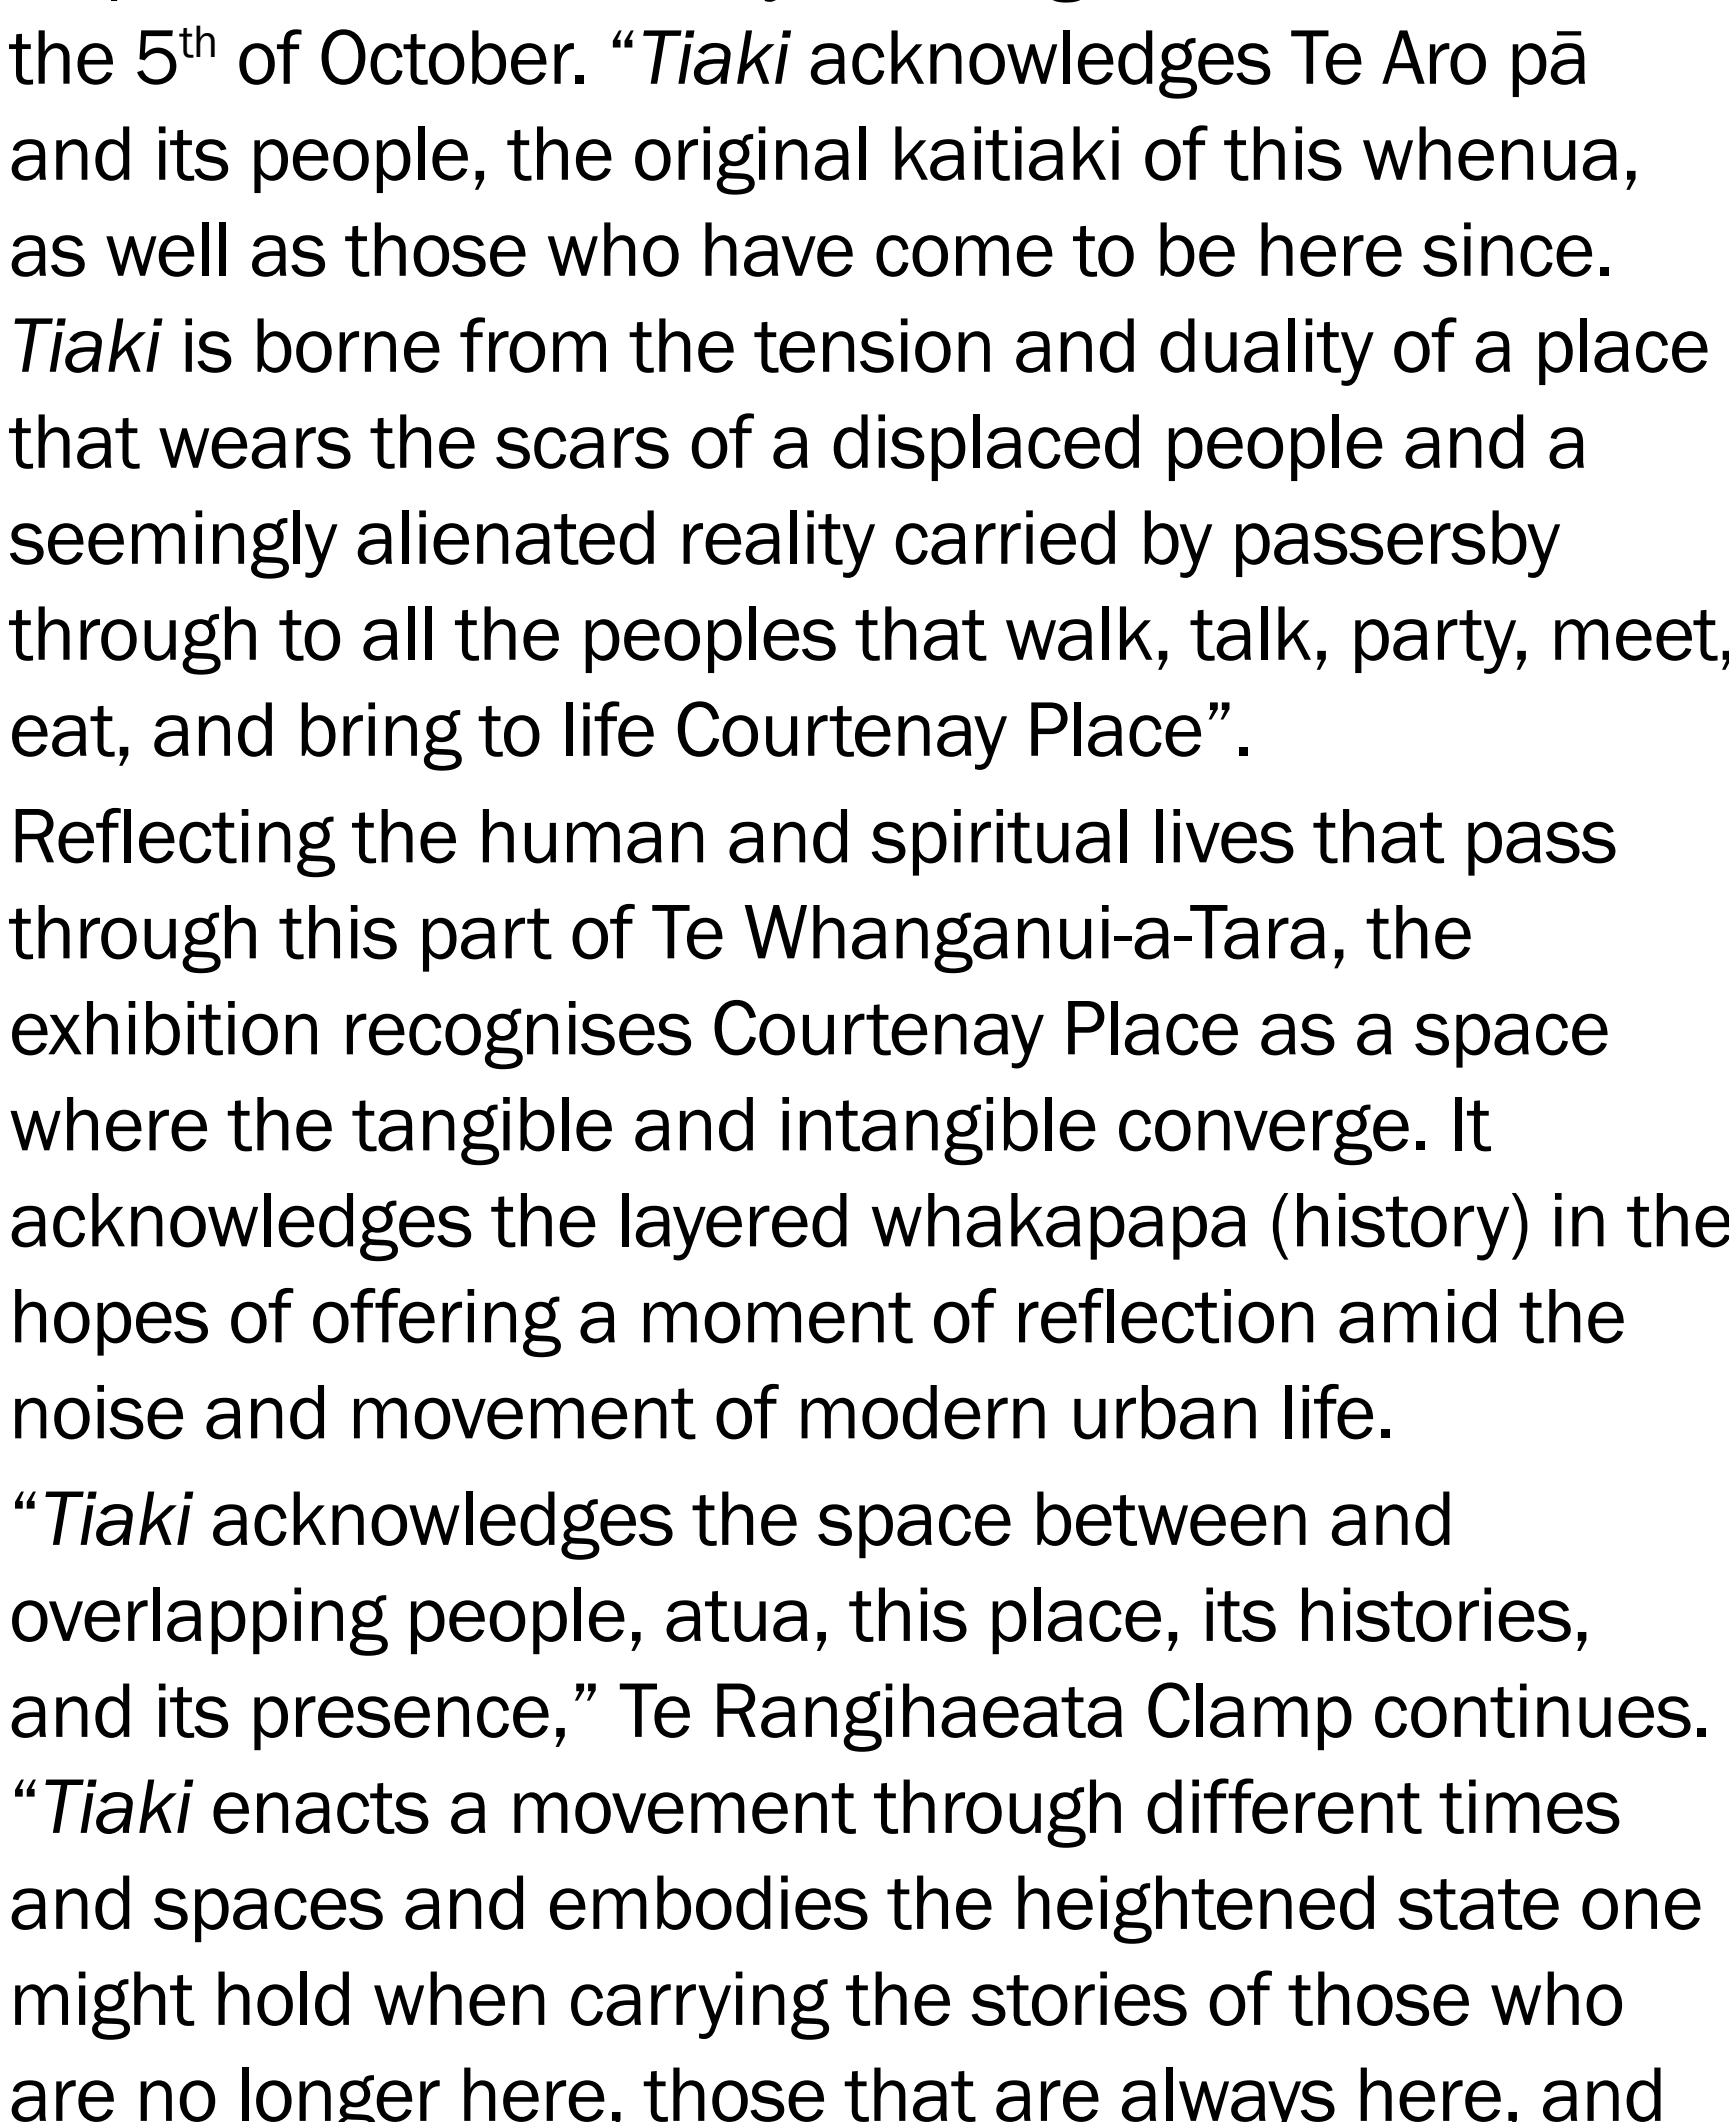 the 5th of October. “Tiaki acknowledges Te Aro pā
and its people, the original kaitiaki of this whenua,
as well as those who have come to be here since.
Tiaki is borne from the tension and duality of a place
that wears the scars of a displaced people and a
seemingly alienated reality carried by passersby
through to all the peoples that walk, talk, party, meet,
eat, and bring to life Courtenay Place”.
Reflecting the human and spiritual lives that pass
through this part of Te Whanganui-a-Tara, the
exhibition recognises Courtenay Place as a space
where the tangible and intangible converge. It
acknowledges the layered whakapapa (history) in the
hopes of offering a moment of reflection amid the
noise and movement of modern urban life.
“Tiaki acknowledges the space between and
overlapping people, atua, this place, its histories,
and its presence,” Te Rangihaeata Clamp continues.
“Tiaki enacts a movement through different times
and spaces and embodies the heightened state one
might hold when carrying the stories of those who
are no longer here, those that are always here, and